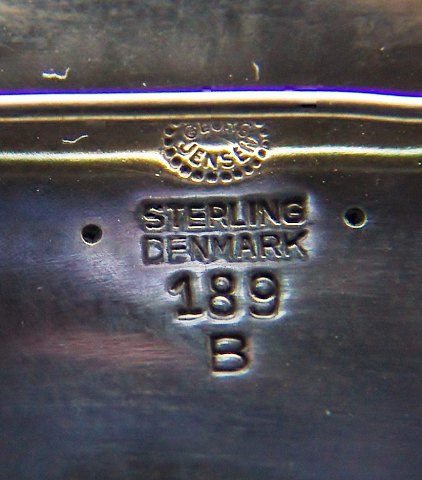 GEORG
JENSEN
STERLING
DENMARK
189
B